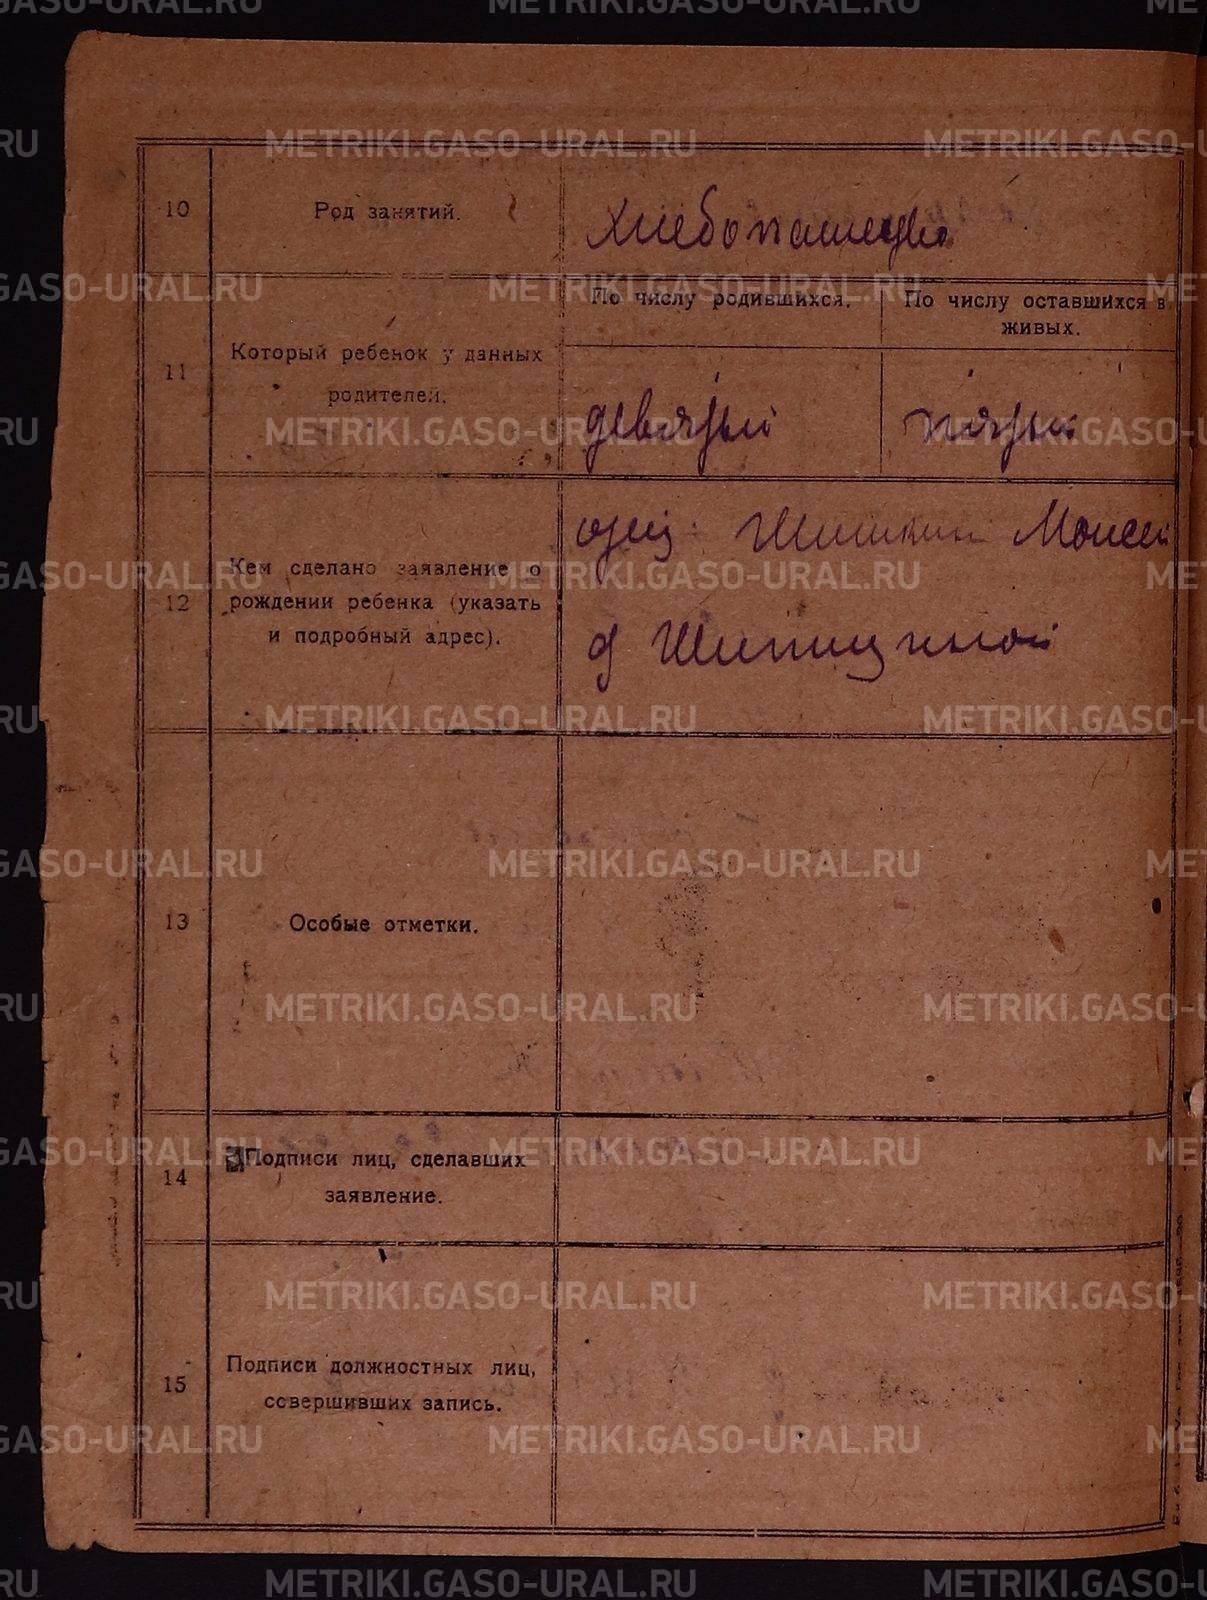 10
Род занятий.
хлебопашецтво
По числу родившихся.
По числу оставшихся в
живых.
11
Который ребенок у данных
родителей.
девятый
пятый
12
Кем сделано заявление о
рождении ребенка (указать
и подробный адрес).
отец Шишкин Моисей
д Шипициной
13
Особые отметки.
14
Подписи лиц, сделавших
заявление.
15
Подписи должностных лиц,
совершивших запись.
METRIKI.GASO-URAL.RU